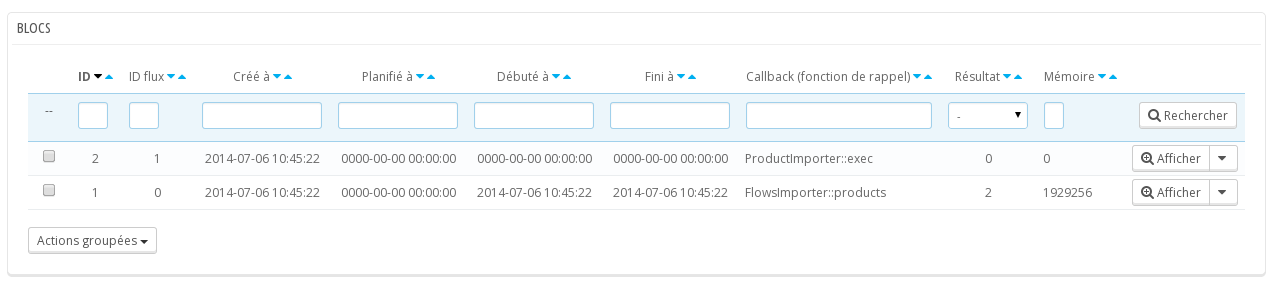 BLOCS
ID ID flux Créé à Planifié à Débuté à Fini à Callback (fonction de rappel) Résultat Mémoire
-- - Rechercher
2 1 2014-07-06 10:45:22 0000-00-00 00:00:00 0000-00-00 00:00:00 0000-00-00 00:00:00 ProductImporter::exec 0 0 Afficher
1 0 2014-07-06 10:45:22 0000-00-00 00:00:00 2014-07-06 10:45:22 2014-07-06 10:45:22 FlowsImporter::products 2 1929256 Afficher
Actions groupées